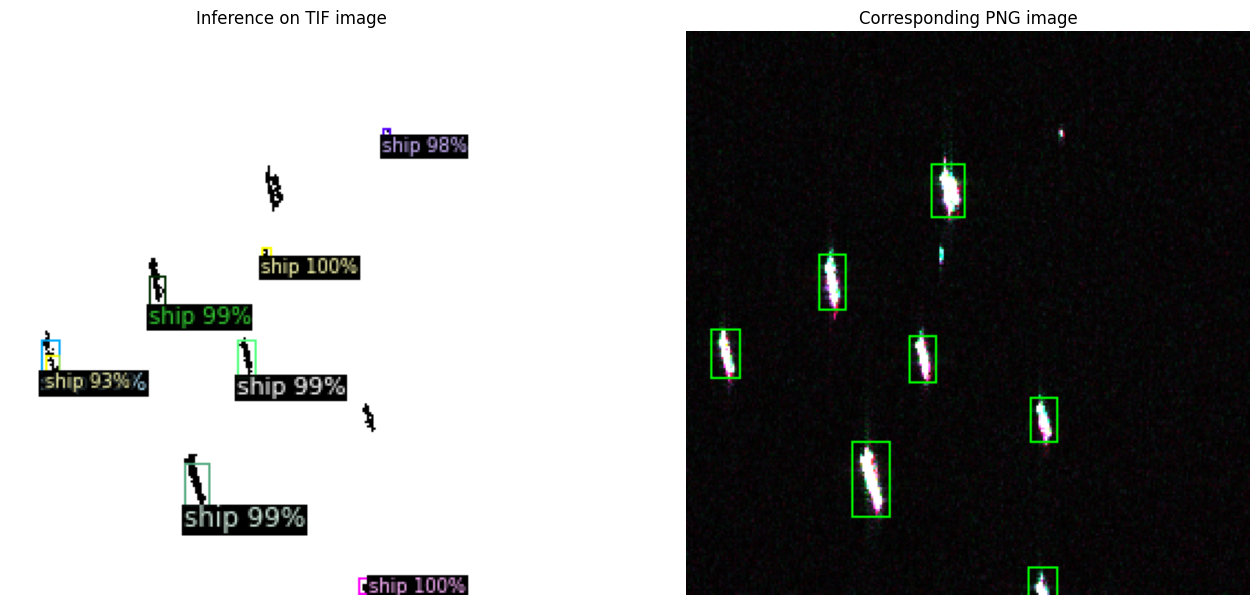 Inference on TIF image
Corresponding PNG image
ship 98%
ship 100%
ship 99%
ship 93%
ship 99%
ship 99%
ship 100%